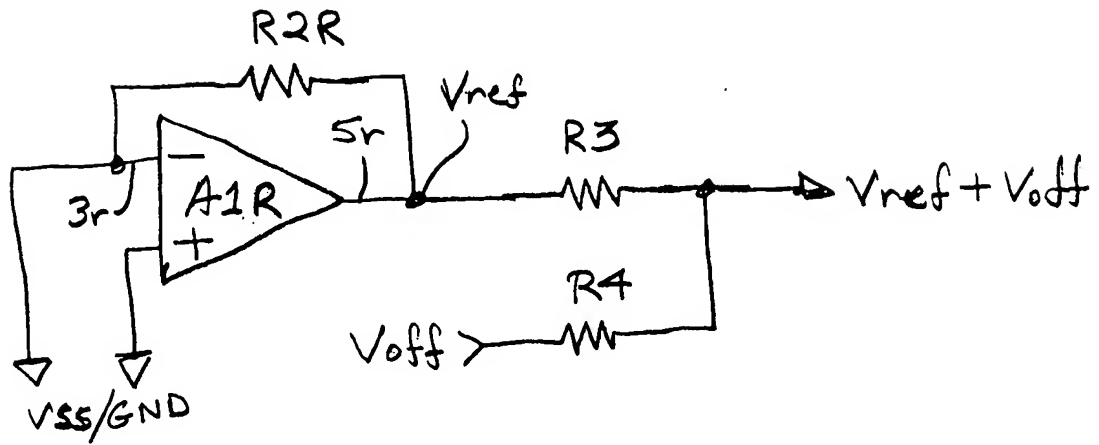 R2R
Vref
5r
R3
−
3r
A1R
+
Vref + Voff
R4
Voff
VSS/GND